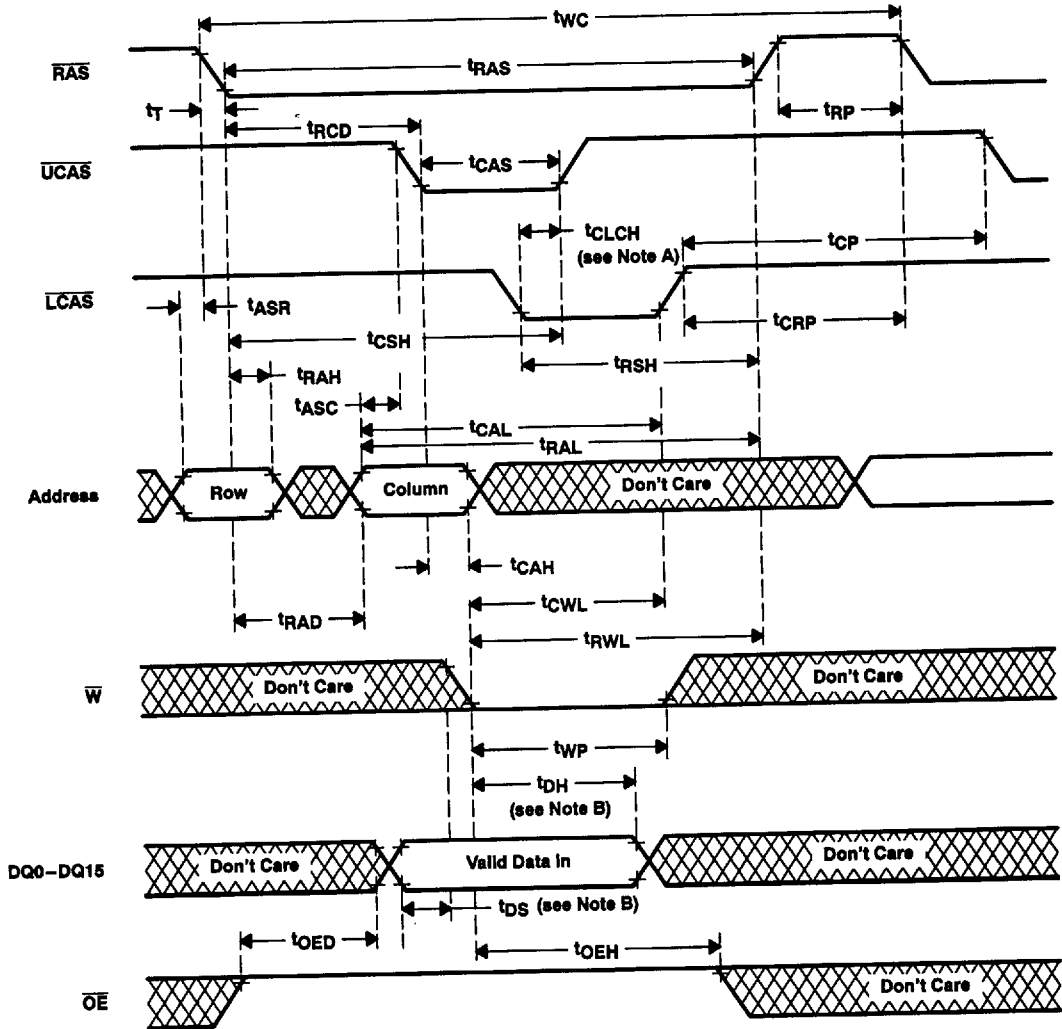 tWC
RAS
tRAS
tT
tRP
tRCD
UCAS
tCAS
tCLCH
(see Note A)
tCP
LCAS
tASR
tCRP
tCSH
tRSH
tRAH
tASC
tCAL
tRAL
Address
Row
Column
Don't Care
tCAH
tCWL
tRAD
tRWL
W
Don't Care
Don't Care
tWP
tDH
(see Note B)
DQ0–DQ15
Don't Care
Valid Data In
Don't Care
tDS (see Note B)
tOED
tOEH
OE
Don't Care